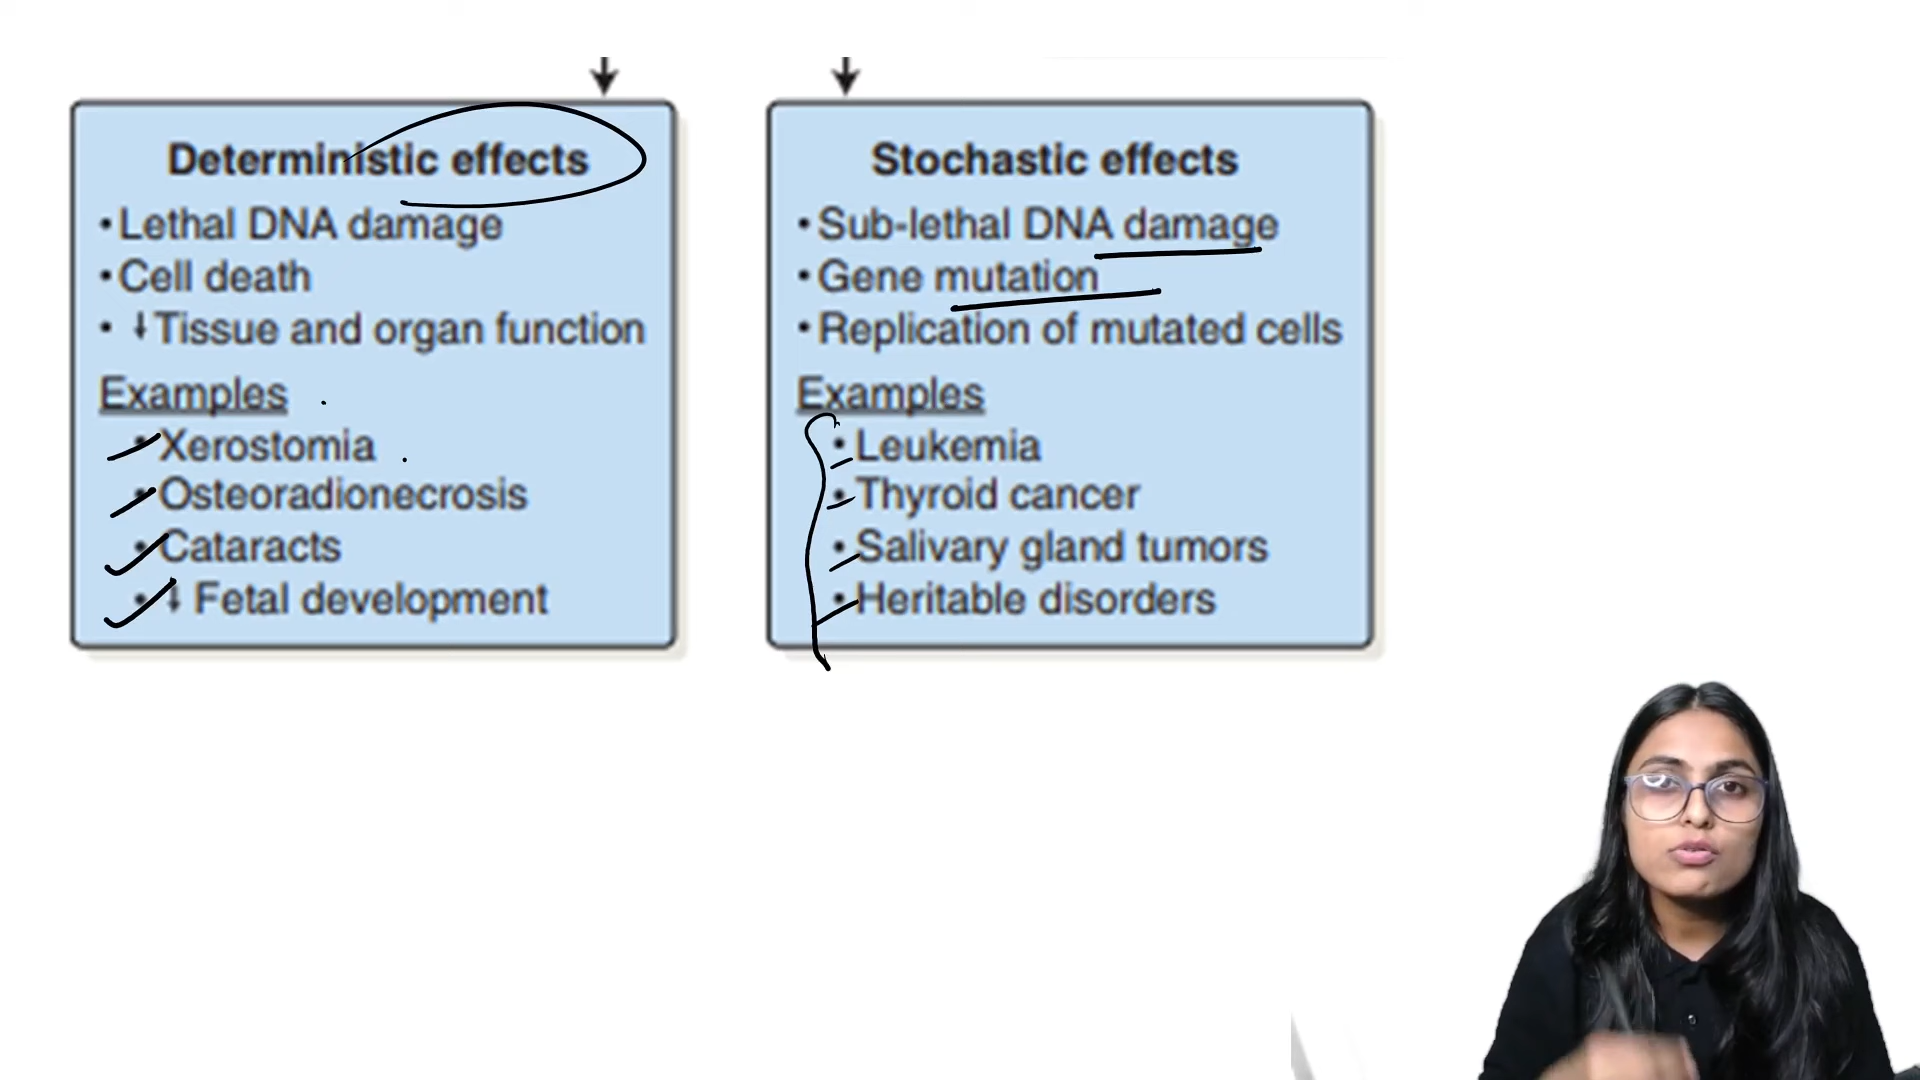 Deterministic effects
• Lethal DNA damage
• Cell death
• ↓ Tissue and organ function
Examples
• Xerostomia
• Osteoradionecrosis
• Cataracts
• ↓ Fetal development
Stochastic effects
• Sub-lethal DNA damage
• Gene mutation
• Replication of mutated cells
Examples
• Leukemia
• Thyroid cancer
• Salivary gland tumors
• Heritable disorders